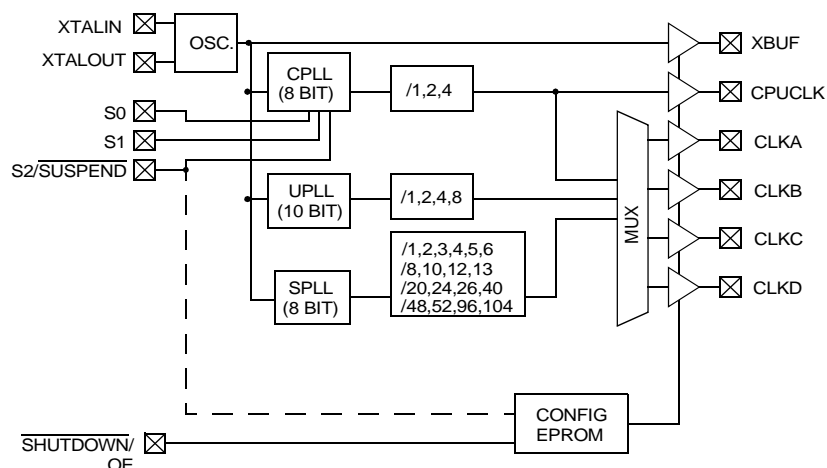 XTALIN
OSC.
XTALOUT
XBUF
CPLL
(8 BIT)
/1,2,4
CPUCLK
S0
S1
S2/SUSPEND
CLKA
CLKB
UPLL
(10 BIT)
/1,2,4,8
MUX
CLKC
SPLL
(8 BIT)
/1,2,3,4,5,6
/8,10,12,13
/20,24,26,40
/48,52,96,104
CLKD
CONFIG
EPROM
SHUTDOWN/
OE